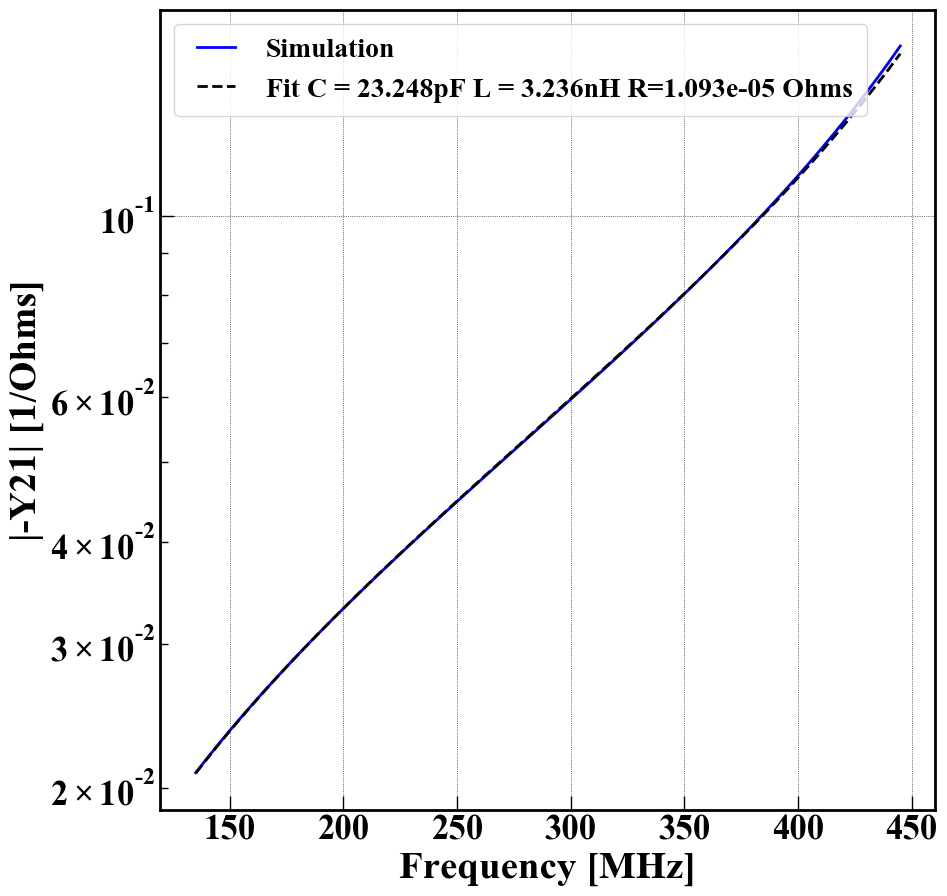 Simulation
Fit C = 23.248pF L = 3.236nH R=1.093e-05 Ohms
|-Y21| [1/Ohms]
10⁻¹
6×10⁻²
4×10⁻²
3×10⁻²
2×10⁻²
150 200 250 300 350 400 450
Frequency [MHz]